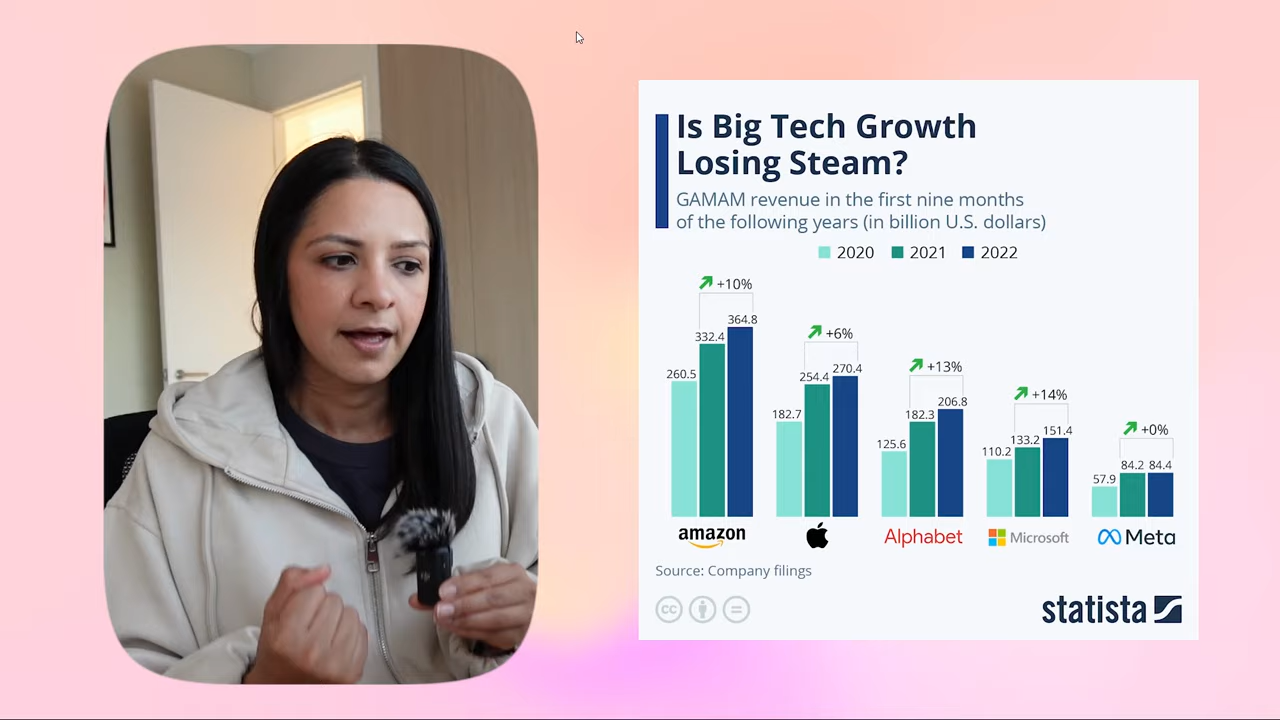 Is Big Tech Growth
Losing Steam?
GAMAM revenue in the first nine months
of the following years (in billion U.S. dollars)
2020 2021 2022
+10%
260.5 332.4 364.8
+6%
182.7 254.4 270.4
+13%
125.6 182.3 206.8
+14%
110.2 133.2 151.4
+0%
57.9 84.2 84.4
amazon Alphabet Microsoft Meta
Source: Company filings
cc
statista